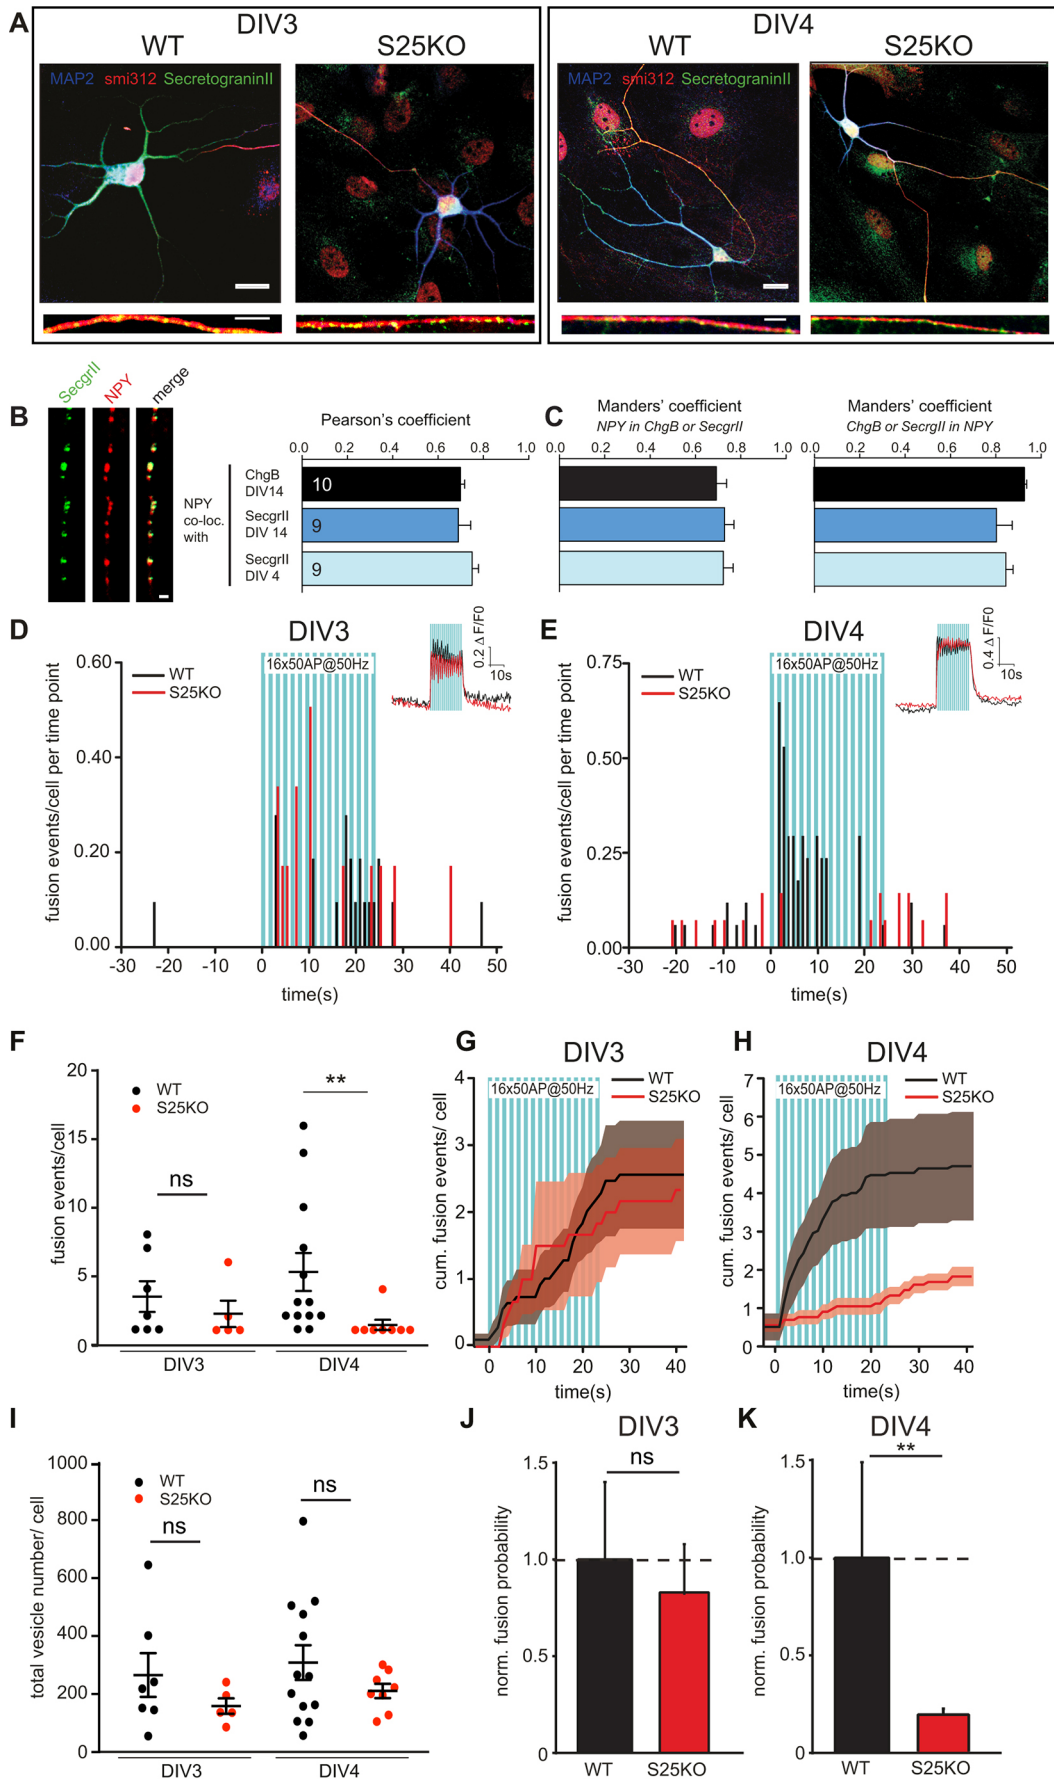 A
DIV3
WT
S25KO
MAP2 smi312 SecretograninII
DIV4
WT
S25KO
MAP2 smi312 SecretograninII
B
SecgrII
NPY
merge
NPY
co-loc.
with
Pearson's coefficient
0.0 0.2 0.4 0.6 0.8 1.0
ChgB
DIV14
10
SecgrII
DIV 14
9
SecgrII
DIV 4
9
C
Manders' coefficient
NPY in ChgB or SecgrII
0.0 0.2 0.4 0.6 0.8 1.0
Manders' coefficient
ChgB or SecrgII in NPY
0.0 0.2 0.4 0.6 0.8 1.0
D
DIV3
fusion events/cell per time point
0.60
0.40
0.20
0.00
WT
S25KO
16x50AP@50Hz
0.2 Δ F/F0
10s
-30 -20 -10 0 10 20 30 40 50
time(s)
E
DIV4
fusion events/cell per time point
0.75
0.50
0.25
0.00
WT
S25KO
16x50AP@50Hz
0.4 Δ F/F0
10s
-30 -20 -10 0 10 20 30 40 50
time(s)
F
fusion events/cell
20
15
10
5
0
WT
S25KO
ns
**
DIV3
DIV4
G
DIV3
cum. fusion events/ cell
4
3
2
1
0
16x50AP@50Hz
WT
S25KO
0 10 20 30 40
time(s)
H
DIV4
cum. fusion events/ cell
7
6
5
4
3
2
1
0
16x50AP@50Hz
WT
S25KO
0 10 20 30 40
time(s)
I
total vesicle number/ cell
1000
800
600
400
200
0
WT
S25KO
ns
ns
DIV3
DIV4
J
DIV3
norm. fusion probability
1.5
1.0
0.5
0
ns
WT
S25KO
K
DIV4
norm. fusion probability
1.5
1.0
0.5
0
**
WT
S25KO